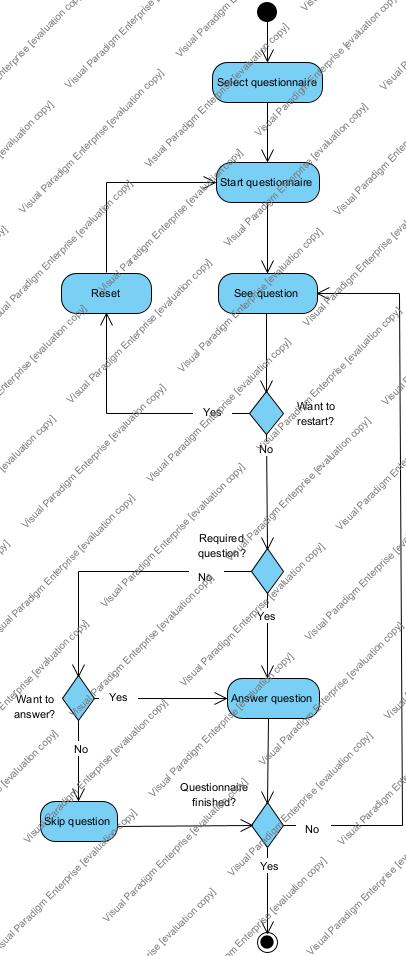 Select questionnaire
Start questionnaire
Reset
See question
Yes
Want to
restart?
No
Required
question?
No
Yes
Want to
answer?
Yes
Answer question
No
Questionnaire
finished?
Skip question
No
Yes
Visual Paradigm Enterprise [evaluation copy]